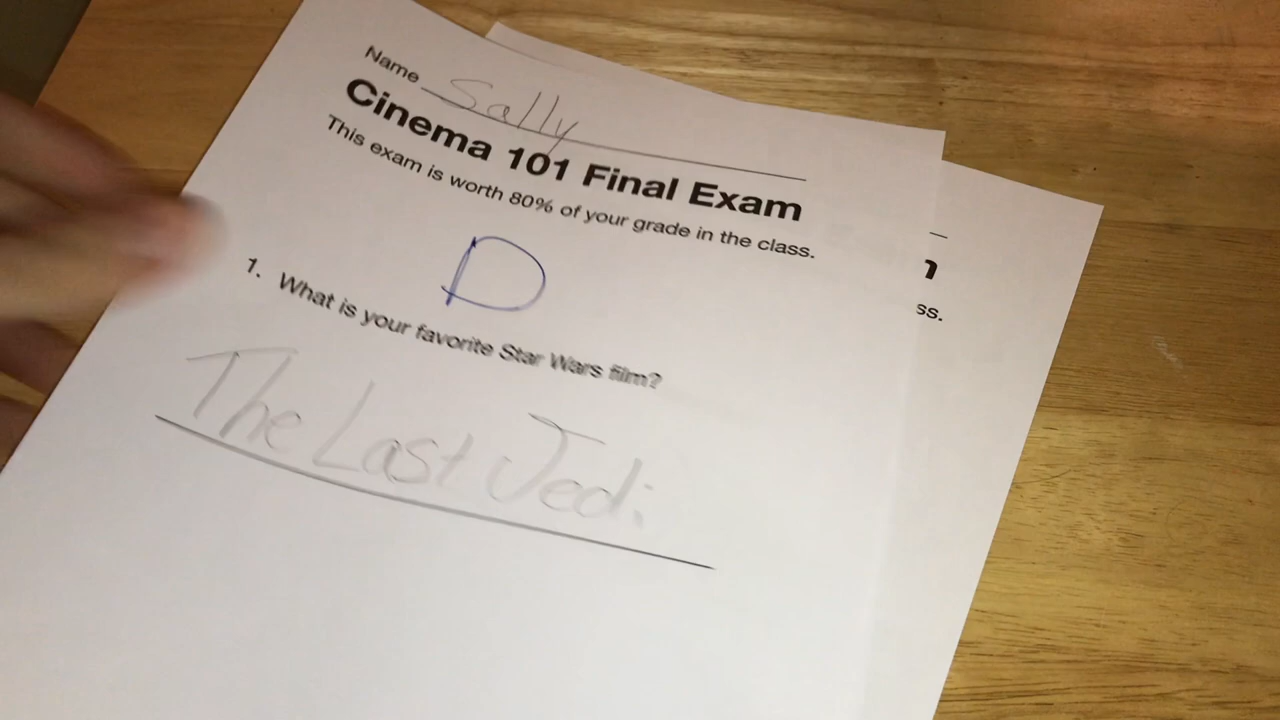 Name Sally
Cinema 101 Final Exam
This exam is worth 80% of your grade in the class.
D
1. What is your favorite Star Wars film?
The Last Jedi
ss.